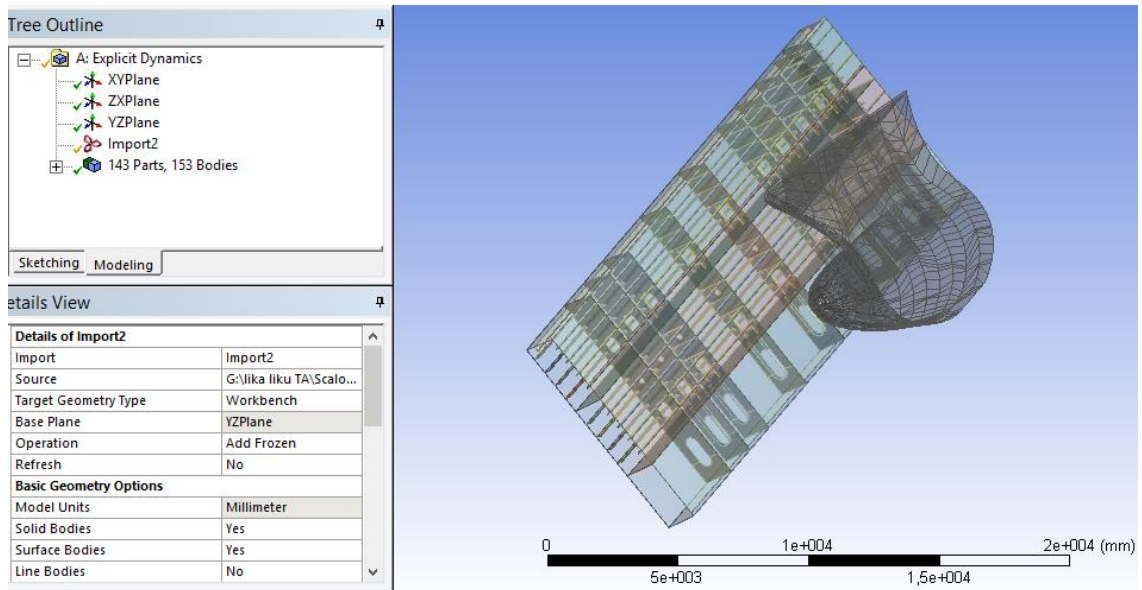 Tree Outline
A: Explicit Dynamics
XYPlane
ZXPlane
YZPlane
Import2
143 Parts, 153 Bodies
Sketching Modeling
etails View
Details of Import2
Import Import2
Source G:\lika liku TA\Scalo...
Target Geometry Type Workbench
Base Plane YZPlane
Operation Add Frozen
Refresh No
Basic Geometry Options
Model Units Millimeter
Solid Bodies Yes
Surface Bodies Yes
Line Bodies No
0 1e+004 2e+004 (mm)
5e+003 1,5e+004